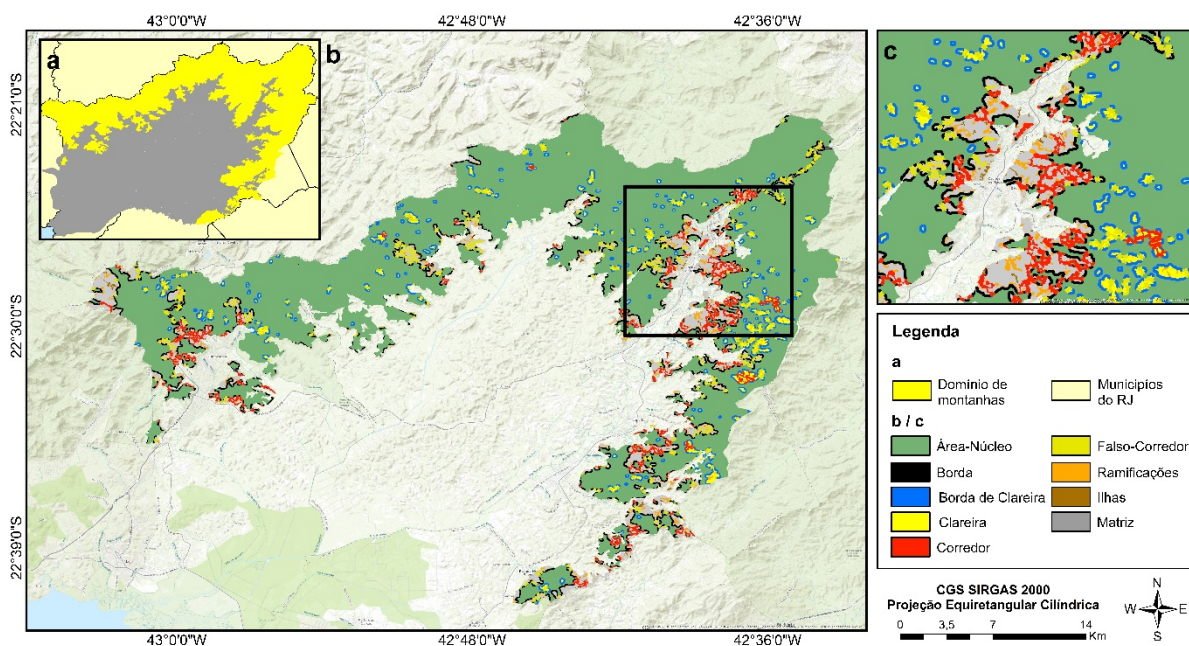 43°0'0"W
42°48'0"W
42°36'0"W
a
b
c
22°21'0"S
22°30'0"S
22°39'0"S
43°0'0"W
42°48'0"W
42°36'0"W
Legenda
a
Domínio de
montanhas
Municípios
do RJ
b / c
Área-Núcleo
Falso-Corredor
Borda
Ramificações
Borda de Clareira
Ilhas
Clareira
Matriz
Corredor
CGS SIRGAS 2000
Projeção Equiretangular Cilíndrica
0 3,5 7 14
Km
N
W E
S